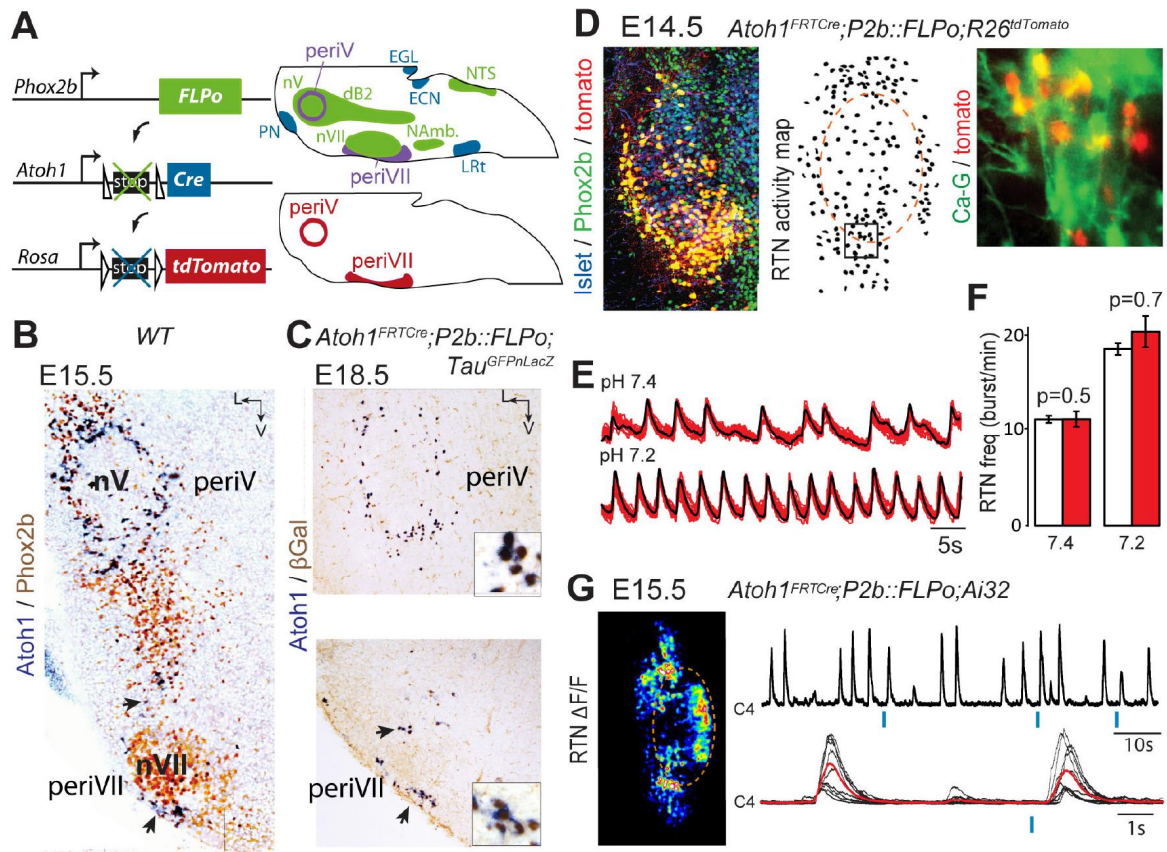 A
Phox2b
FLPo
Atoh1
stop
Cre
Rosa
stop
tdTomato
periV
nV
dB2
EGL
ECN
NTS
PN
nVII
NAmb.
LRt
periVII
periV
periVII
B
WT
E15.5
L
V
nV
periV
nVII
periVII
Atoh1 / Phox2b
C
Atoh1FRTCre;P2b::FLPo;
TauGFPnLacZ
E18.5
L
V
periV
periVII
Atoh1 / βGal
D
E14.5
Atoh1FRTCre;P2b::FLPo;R26tdTomato
Islet / Phox2b / tomato
RTN activity map
Ca-G / tomato
E
pH 7.4
pH 7.2
5s
F
RTN freq (burst/min)
20
10
0
p=0.5
p=0.7
7.4
7.2
G
E15.5
Atoh1FRTCre;P2b::FLPo;Ai32
RTN ΔF/F
C4
10s
C4
1s